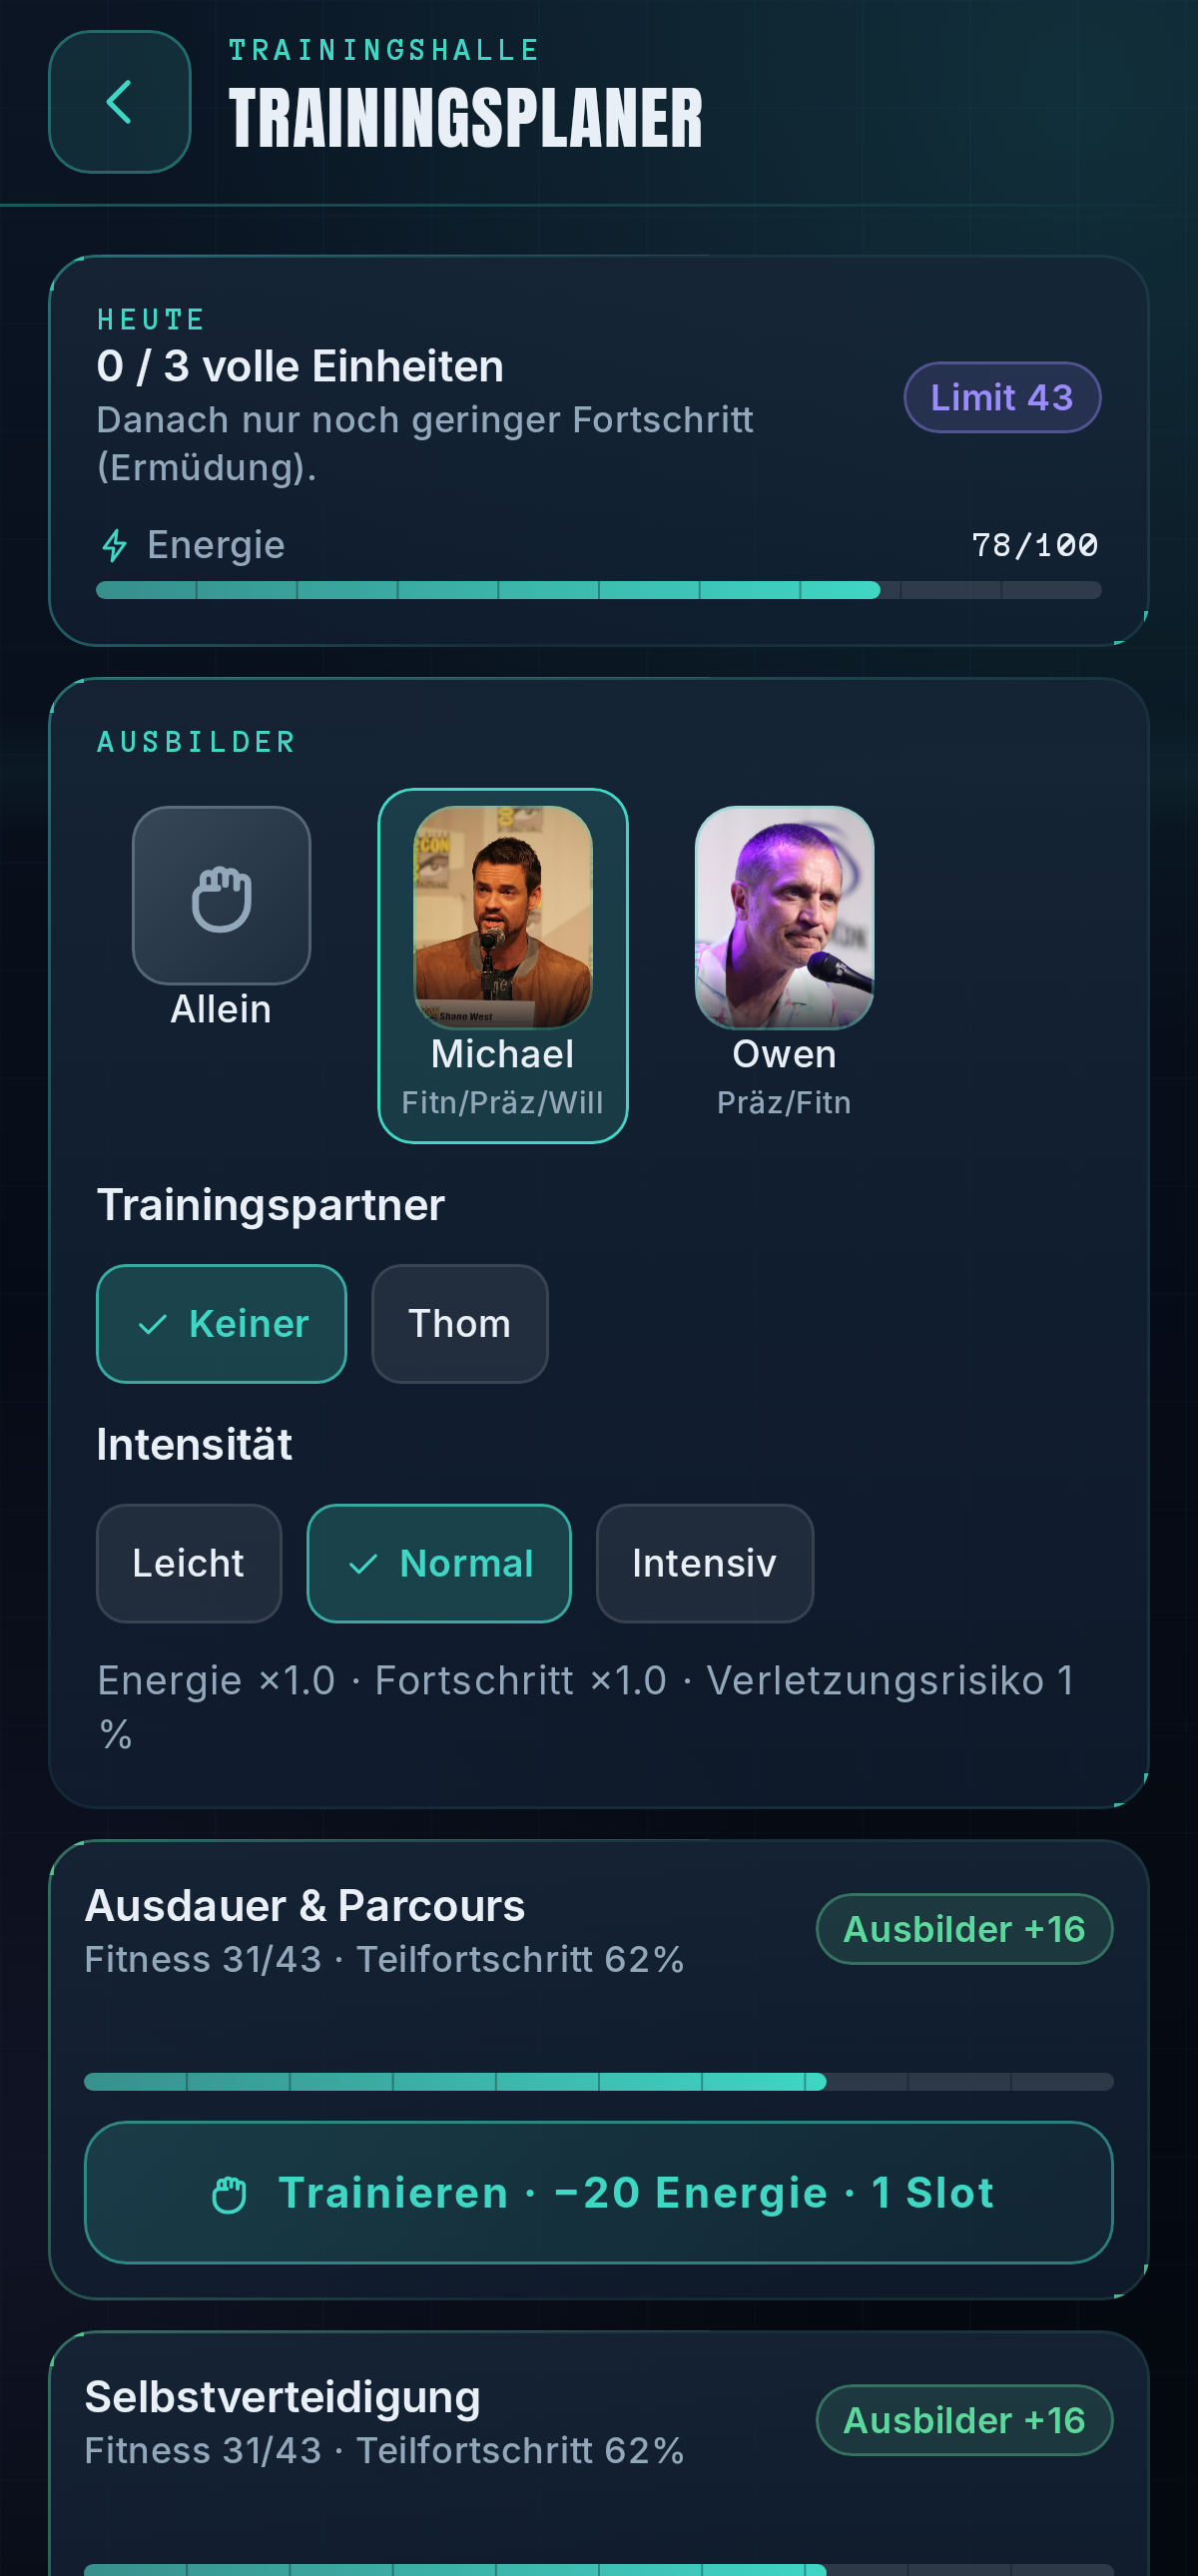 TRAININGSHALLE
TRAININGSPLANER
HEUTE
0 / 3 volle Einheiten
Danach nur noch geringer Fortschritt
(Ermüdung).
Limit 43
Energie
78/100
AUSBILDER
CON
Shane West
Allein
Michael
Fitn/Präz/Will
Owen
Präz/Fitn
Trainingspartner
Keiner
Thom
Intensität
Leicht
Normal
Intensiv
Energie ×1.0 · Fortschritt ×1.0 · Verletzungsrisiko 1
%
Ausdauer & Parcours
Fitness 31/43 · Teilfortschritt 62%
Ausbilder +16
Trainieren · −20 Energie · 1 Slot
Selbstverteidigung
Fitness 31/43 · Teilfortschritt 62%
Ausbilder +16